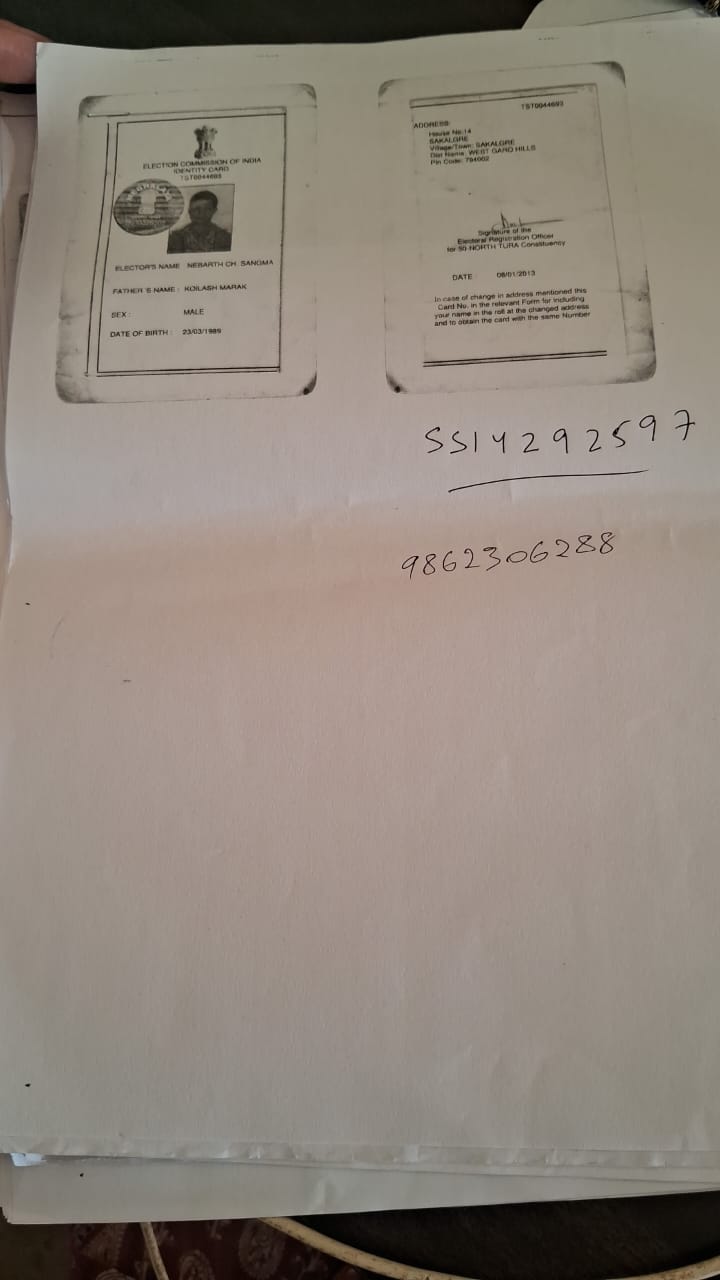 ELECTION COMMISSION OF INDIA
IDENTITY CARD
TST0044693
ELECTOR'S NAME NEBARTH CH. SANGMA
FATHER'S NAME : KOILASH MARAK
SEX : MALE
DATE OF BIRTH : 23/03/1989
TST0044693
ADDRESS:
House No:14
SAKALGRE
Village/Town: SAKALGRE
Dist Name: WEST GARO HILLS
Pin Code: 794002
Signature of the
Electoral Registration Officer
for 50 NORTH TURA Constituency
DATE 08/01/2013
In case of change in address mentioned this
Card No. in the relevant Form for including
your name in the roll at the changed address
and to obtain the card with the same Number
SS14292597
9862306288